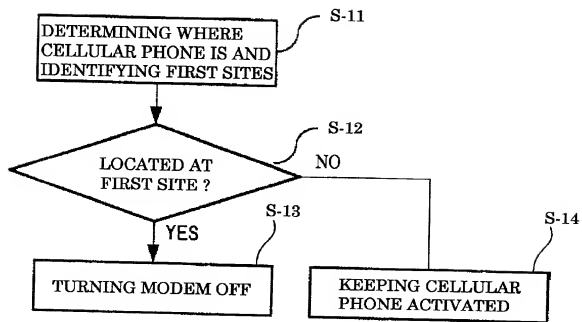 S-11
DETERMINING WHERE
CELLULAR PHONE IS AND
IDENTIFYING FIRST SITES
S-12
LOCATED AT
FIRST SITE ?
NO
YES
S-13
TURNING MODEM OFF
S-14
KEEPING CELLULAR
PHONE ACTIVATED